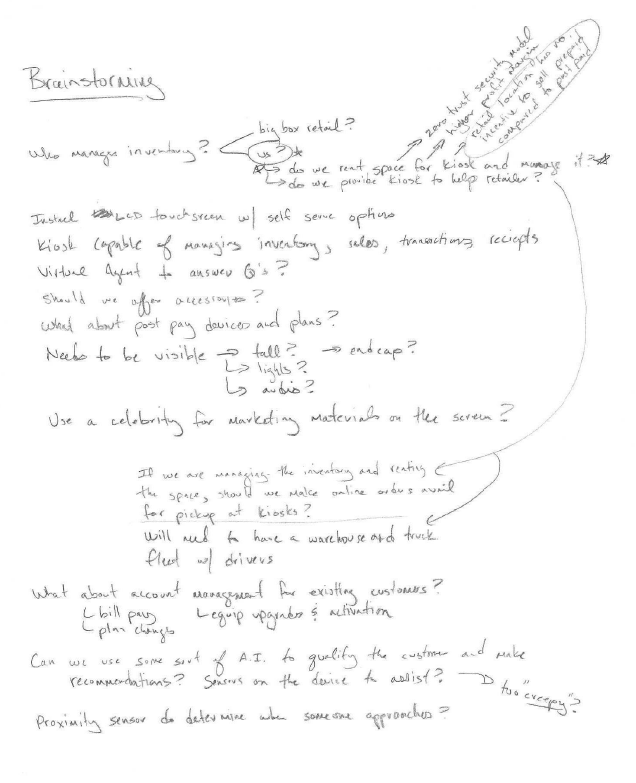 Brainstorming
zero trust security model
higher profit margin
retail location has no
incentive to sell prepaid
compared to post paid
big box retail?
who manages inventory?
us?
do we rent space for kiosk and manage it?
do we provide kiosk to help retailer?
Install LCD touchscreen w/ self serve options
Kiosk capable of managing inventory, sales, transactions, reciepts
Virtual Agent to answer Q's?
should we offer accessories?
what about post pay devices and plans?
Needs to be visible → tall? → endcap?
↳ lights?
↳ audio?
Use a celebrity for marketing materials on the screen?
If we are managing the inventory and renting
the space, should we make online orders avail
for pickup at kiosks?
Will need to have a warehouse and truck
fleet w/ drivers
What about account management for existing customers?
↳ bill pay ↳ equip upgrades & activation
↳ plan changes
Can we use some sort of A.I. to qualify the customer and make
recommendations? Sensors on the device to assist? → too "creepy"?
Proximity sensor do determine when someone approaches?